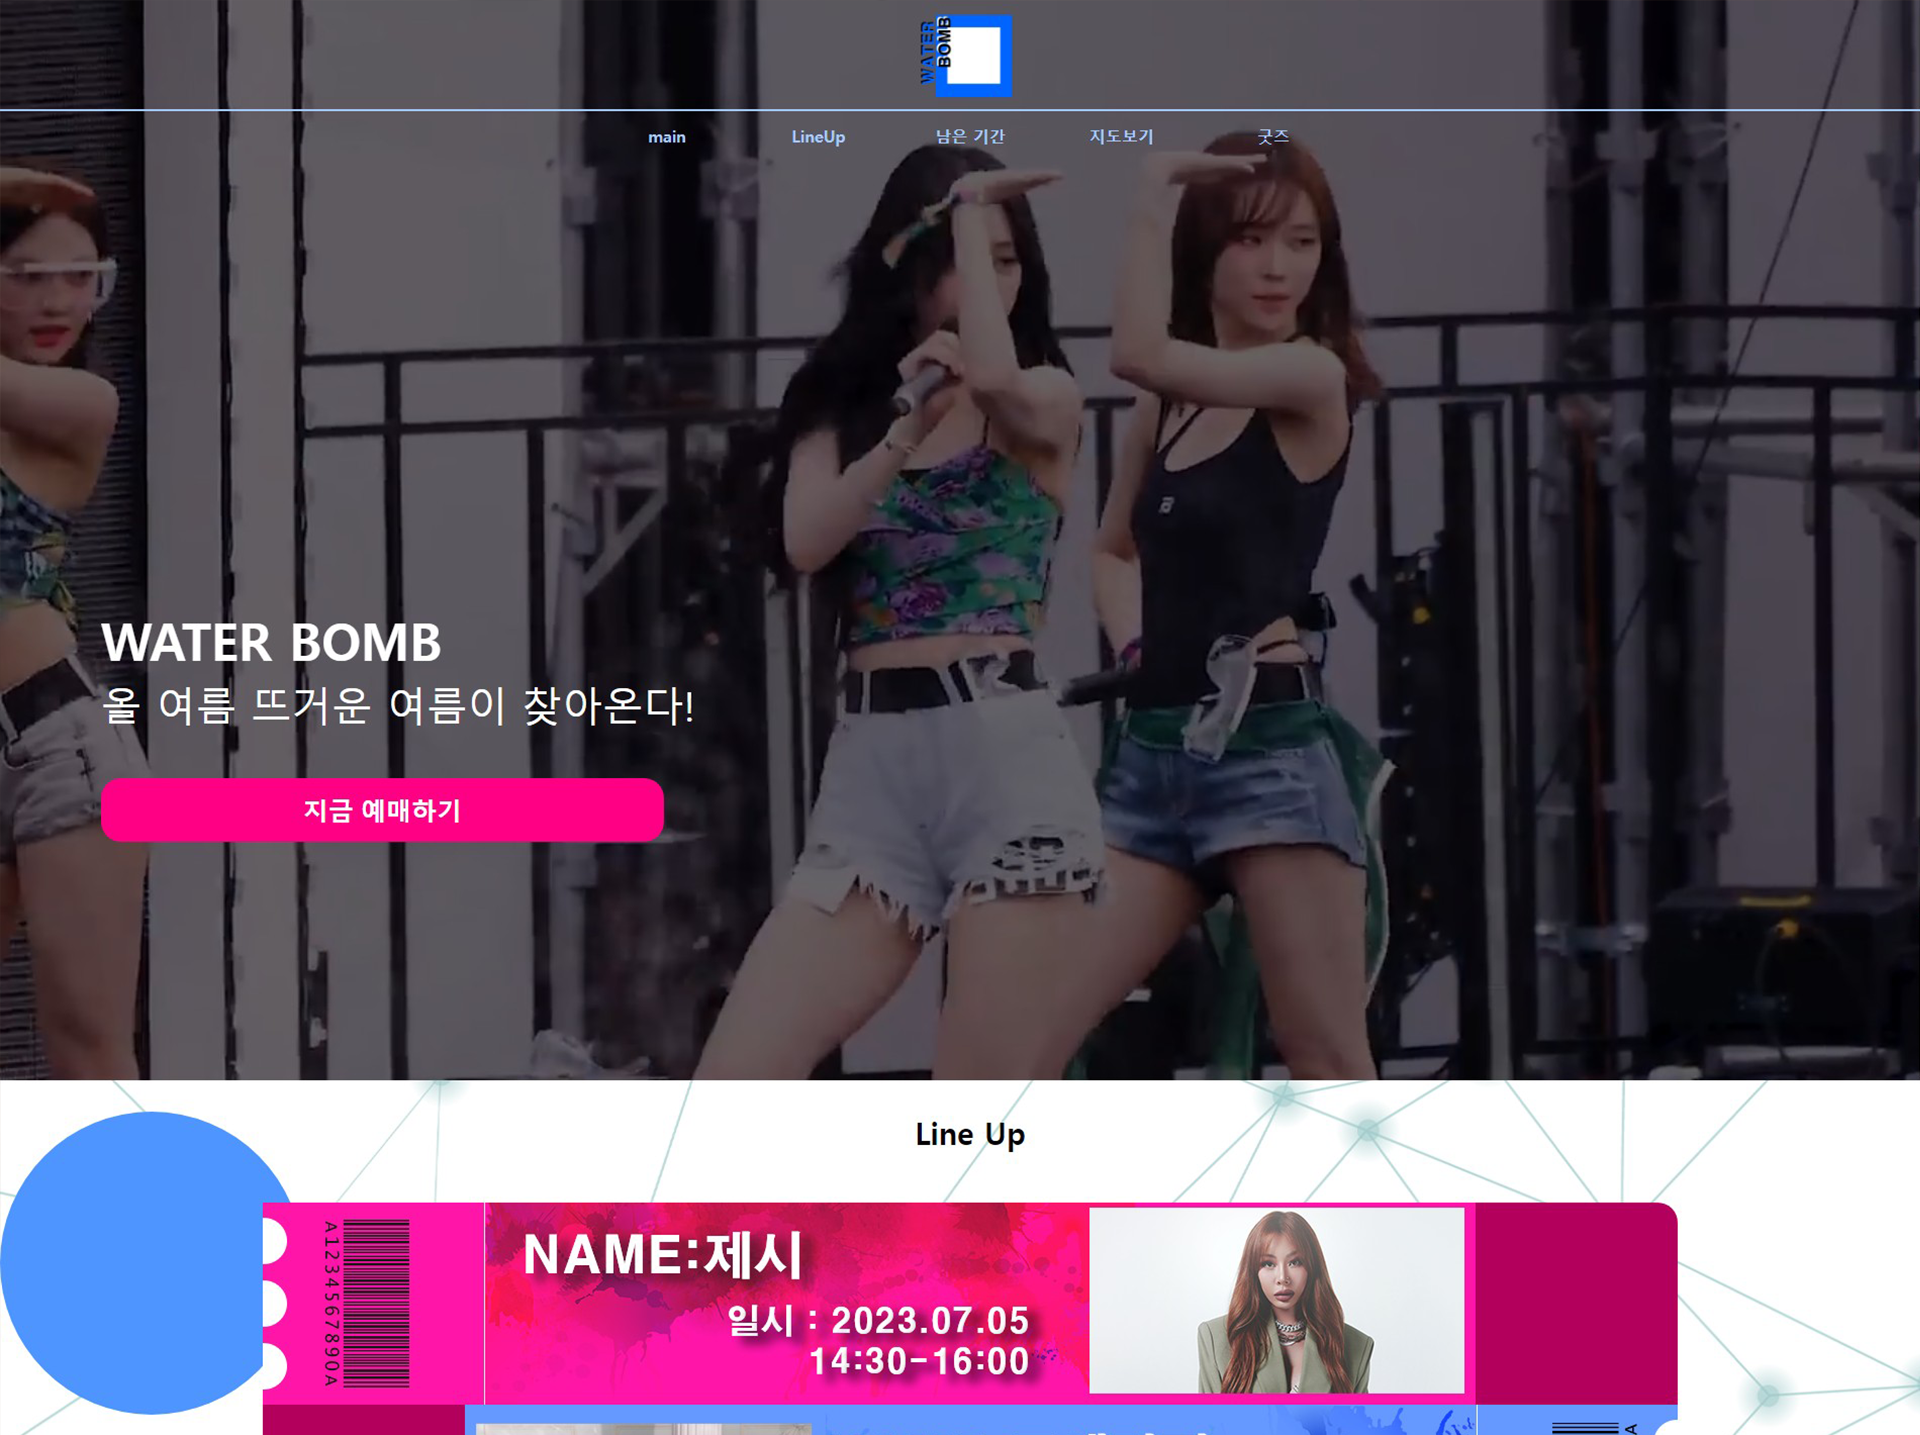 WATER
BOMB
main
LineUp
남은 기간
지도보기
굿즈
WATER BOMB
올 여름 뜨거운 여름이 찾아온다!
지금 예매하기
Line Up
A1234567890A
NAME:제시
일시 : 2023.07.05
14:30-16:00
A